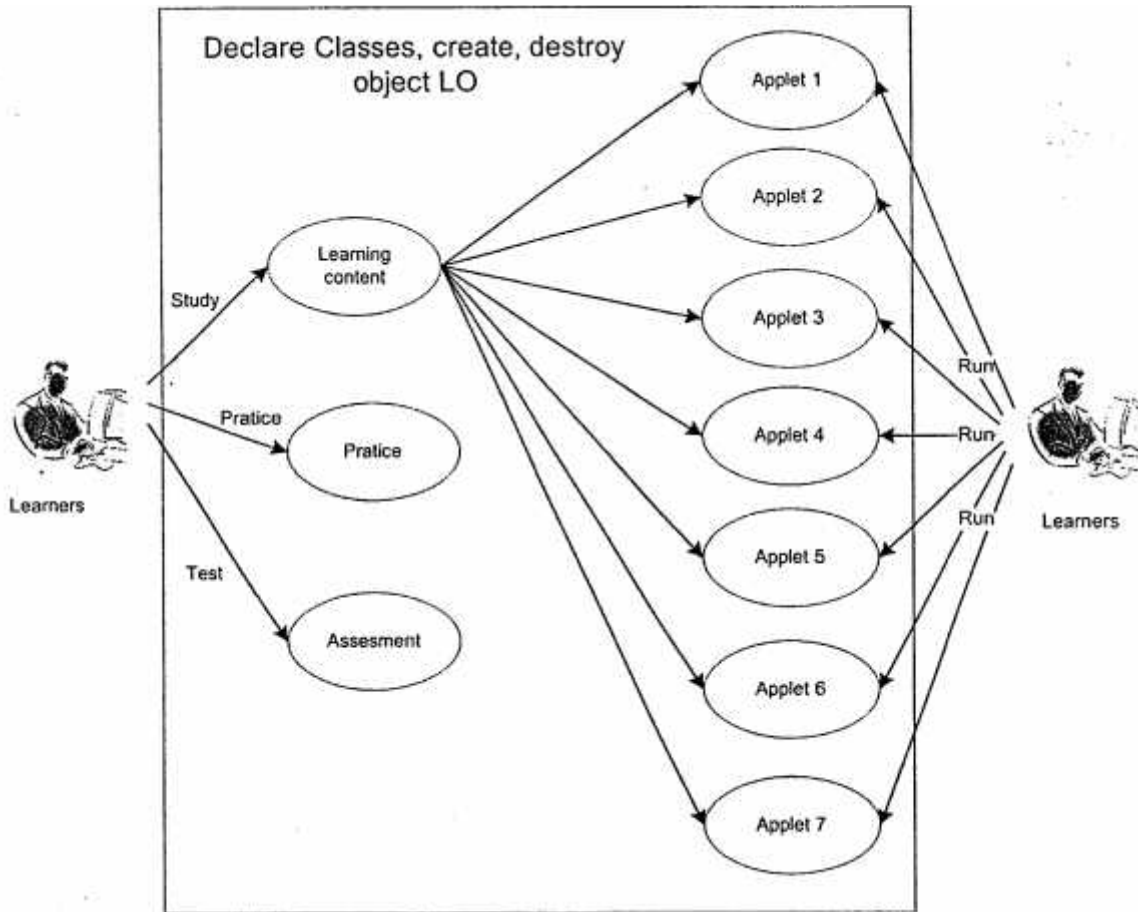 Declare Classes, create, destroy
object LO
Applet 1
Applet 2
Learning
content
Study
Applet 3
Run
Pratice
Pratice
Applet 4
Run
Learners
Learners
Applet 5
Run
Test
Assesment
Applet 6
Applet 7